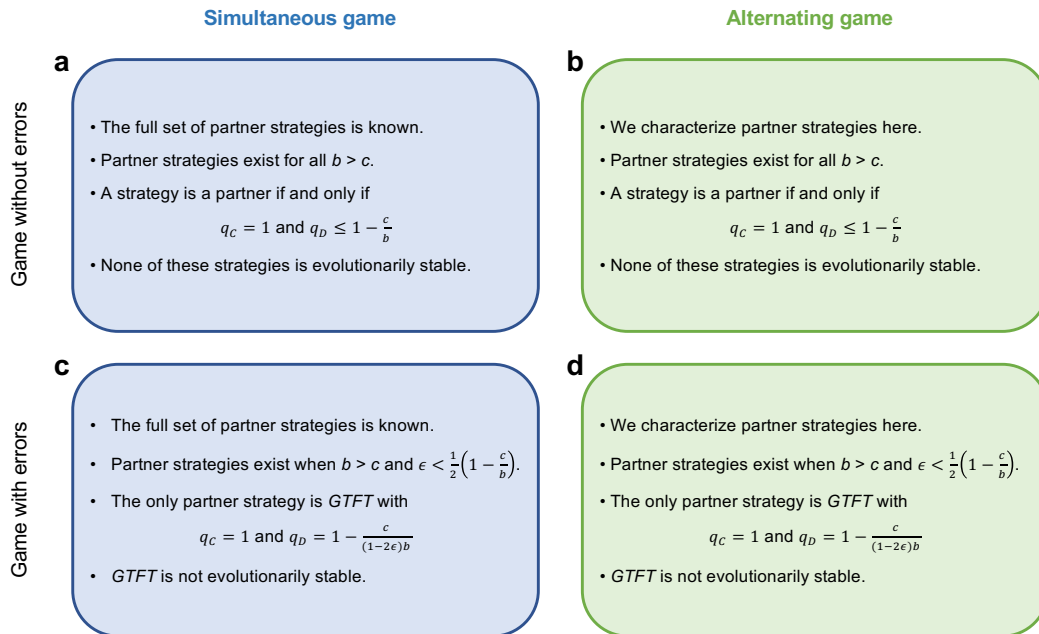 Simultaneous game
Alternating game
Game without errors
a
• The full set of partner strategies is known.
• Partner strategies exist for all b > c.
• A strategy is a partner if and only if
q_C = 1 and q_D ≤ 1 − c/b
• None of these strategies is evolutionarily stable.
b
• We characterize partner strategies here.
• Partner strategies exist for all b > c.
• A strategy is a partner if and only if
q_C = 1 and q_D ≤ 1 − c/b
• None of these strategies is evolutionarily stable.
Game with errors
c
• The full set of partner strategies is known.
• Partner strategies exist when b > c and ϵ < 1/2(1 − c/b).
• The only partner strategy is GTFT with
q_C = 1 and q_D = 1 − c/((1−2ϵ)b)
• GTFT is not evolutionarily stable.
d
• We characterize partner strategies here.
• Partner strategies exist when b > c and ϵ < 1/2(1 − c/b).
• The only partner strategy is GTFT with
q_C = 1 and q_D = 1 − c/((1−2ϵ)b)
• GTFT is not evolutionarily stable.